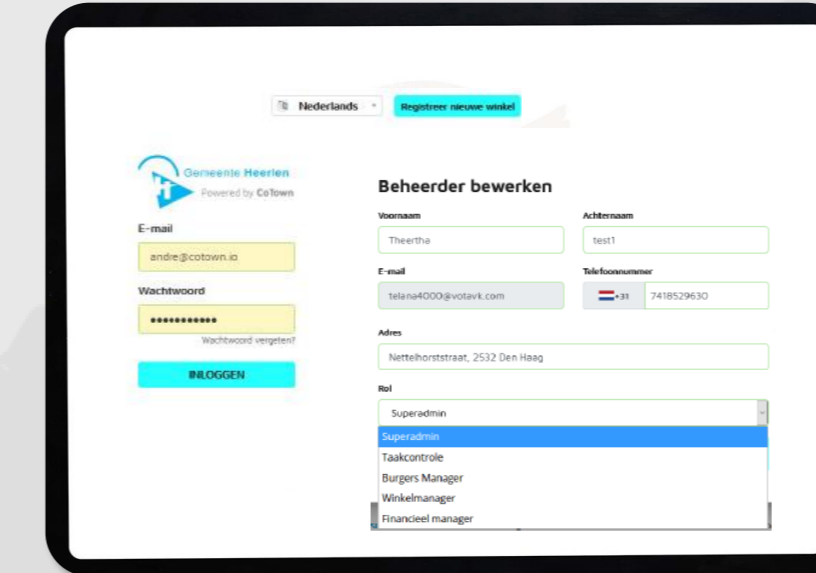 Nederlands
Registreer nieuwe winkel
Gemeente Heerlen
Powered by CoTown
E-mail
andre@cotown.io
Wachtwoord
•••••••••••
Wachtwoord vergeten?
INLOGGEN
Beheerder bewerken
Voornaam
Achternaam
Theertha
test1
E-mail
Telefoonnummer
telana4000@votavk.com
+31
7418529630
Adres
Nettelhorststraat, 2532 Den Haag
Rol
Superadmin
Superadmin
Taakcontrole
Burgers Manager
Winkelmanager
Financieel manager